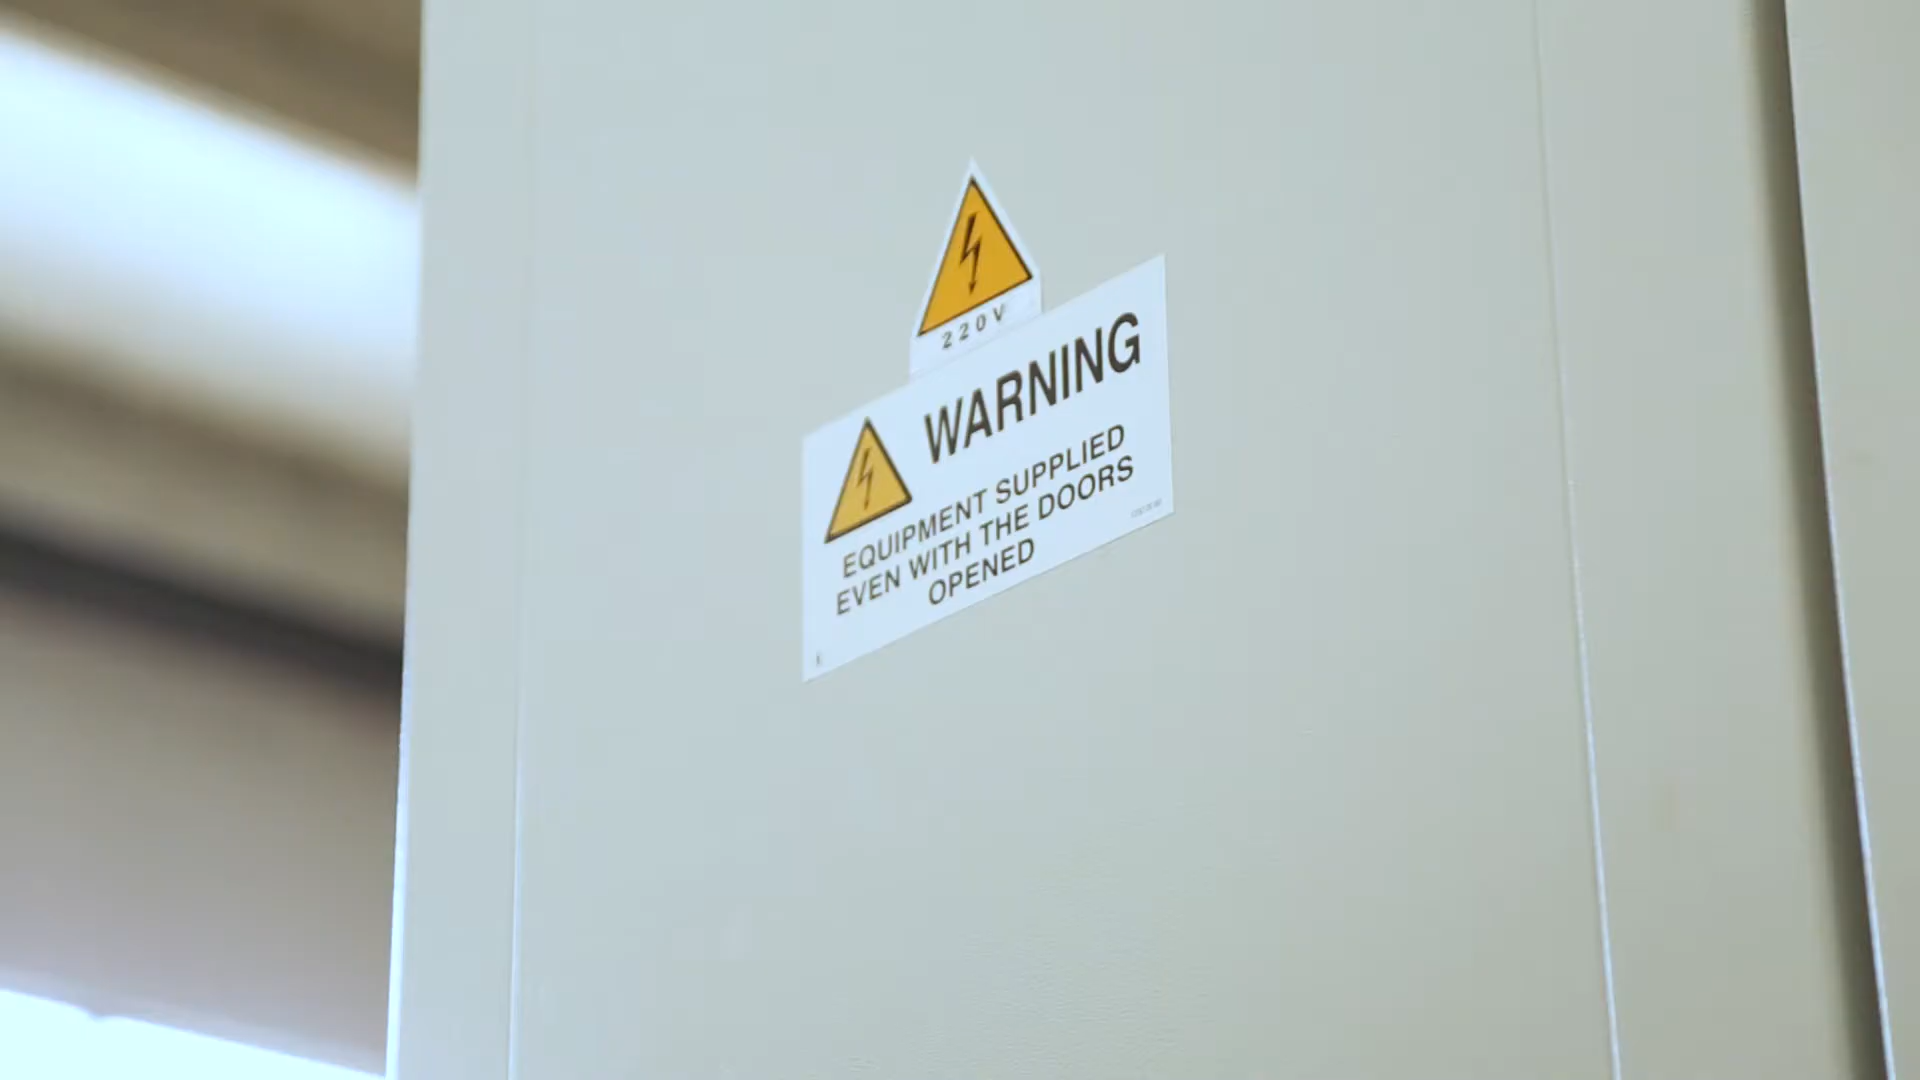 220V
WARNING
EQUIPMENT SUPPLIED
EVEN WITH THE DOORS
OPENED